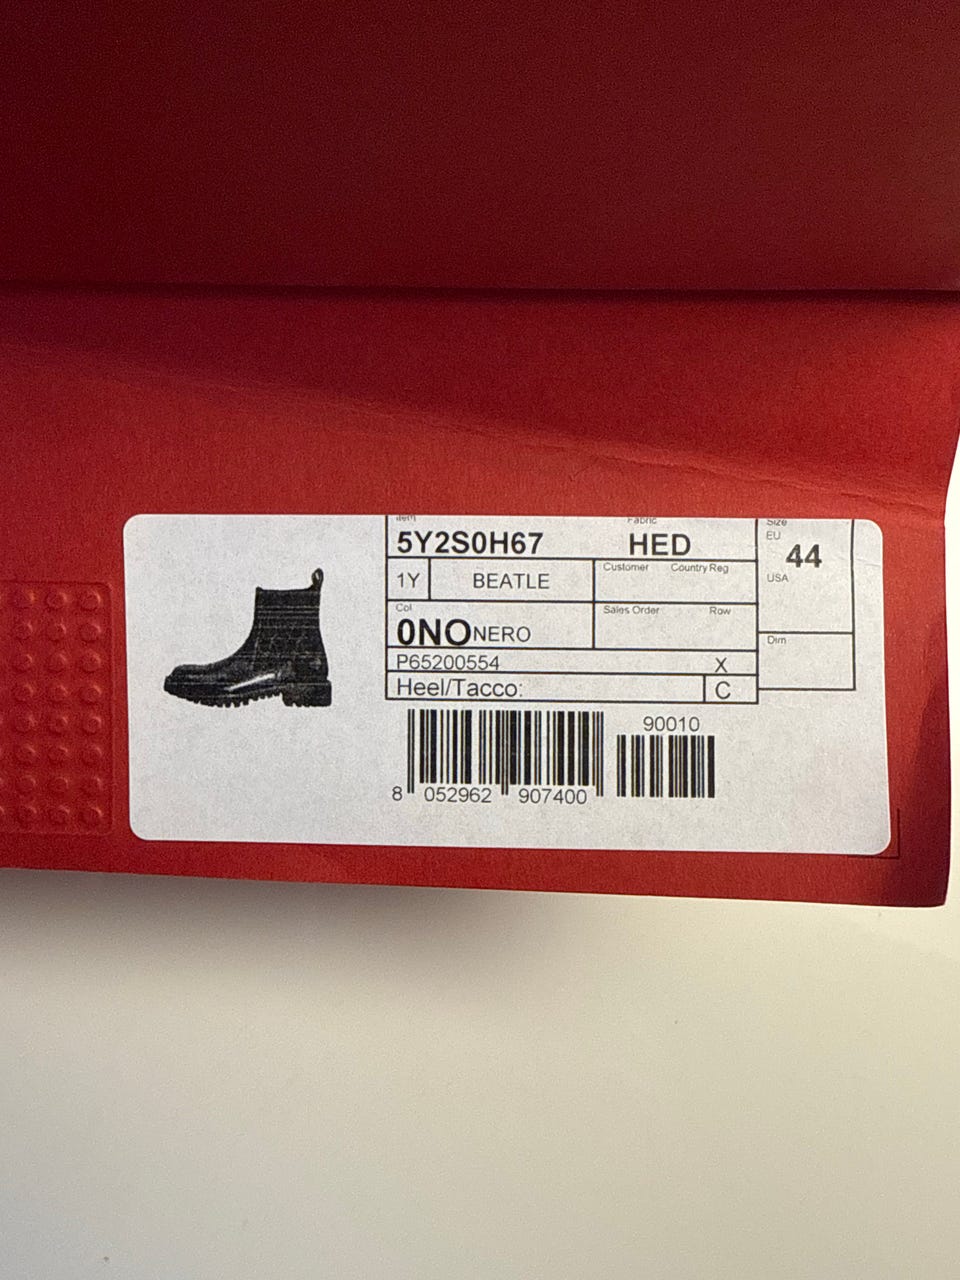 Item Fabric Size
5Y2S0H67 HED EU 44
1Y BEATLE Customer Country Reg USA
Col Sales Order Row
0NO NERO Dim
P65200554 X
Heel/Tacco: C
90010
8 052962 907400